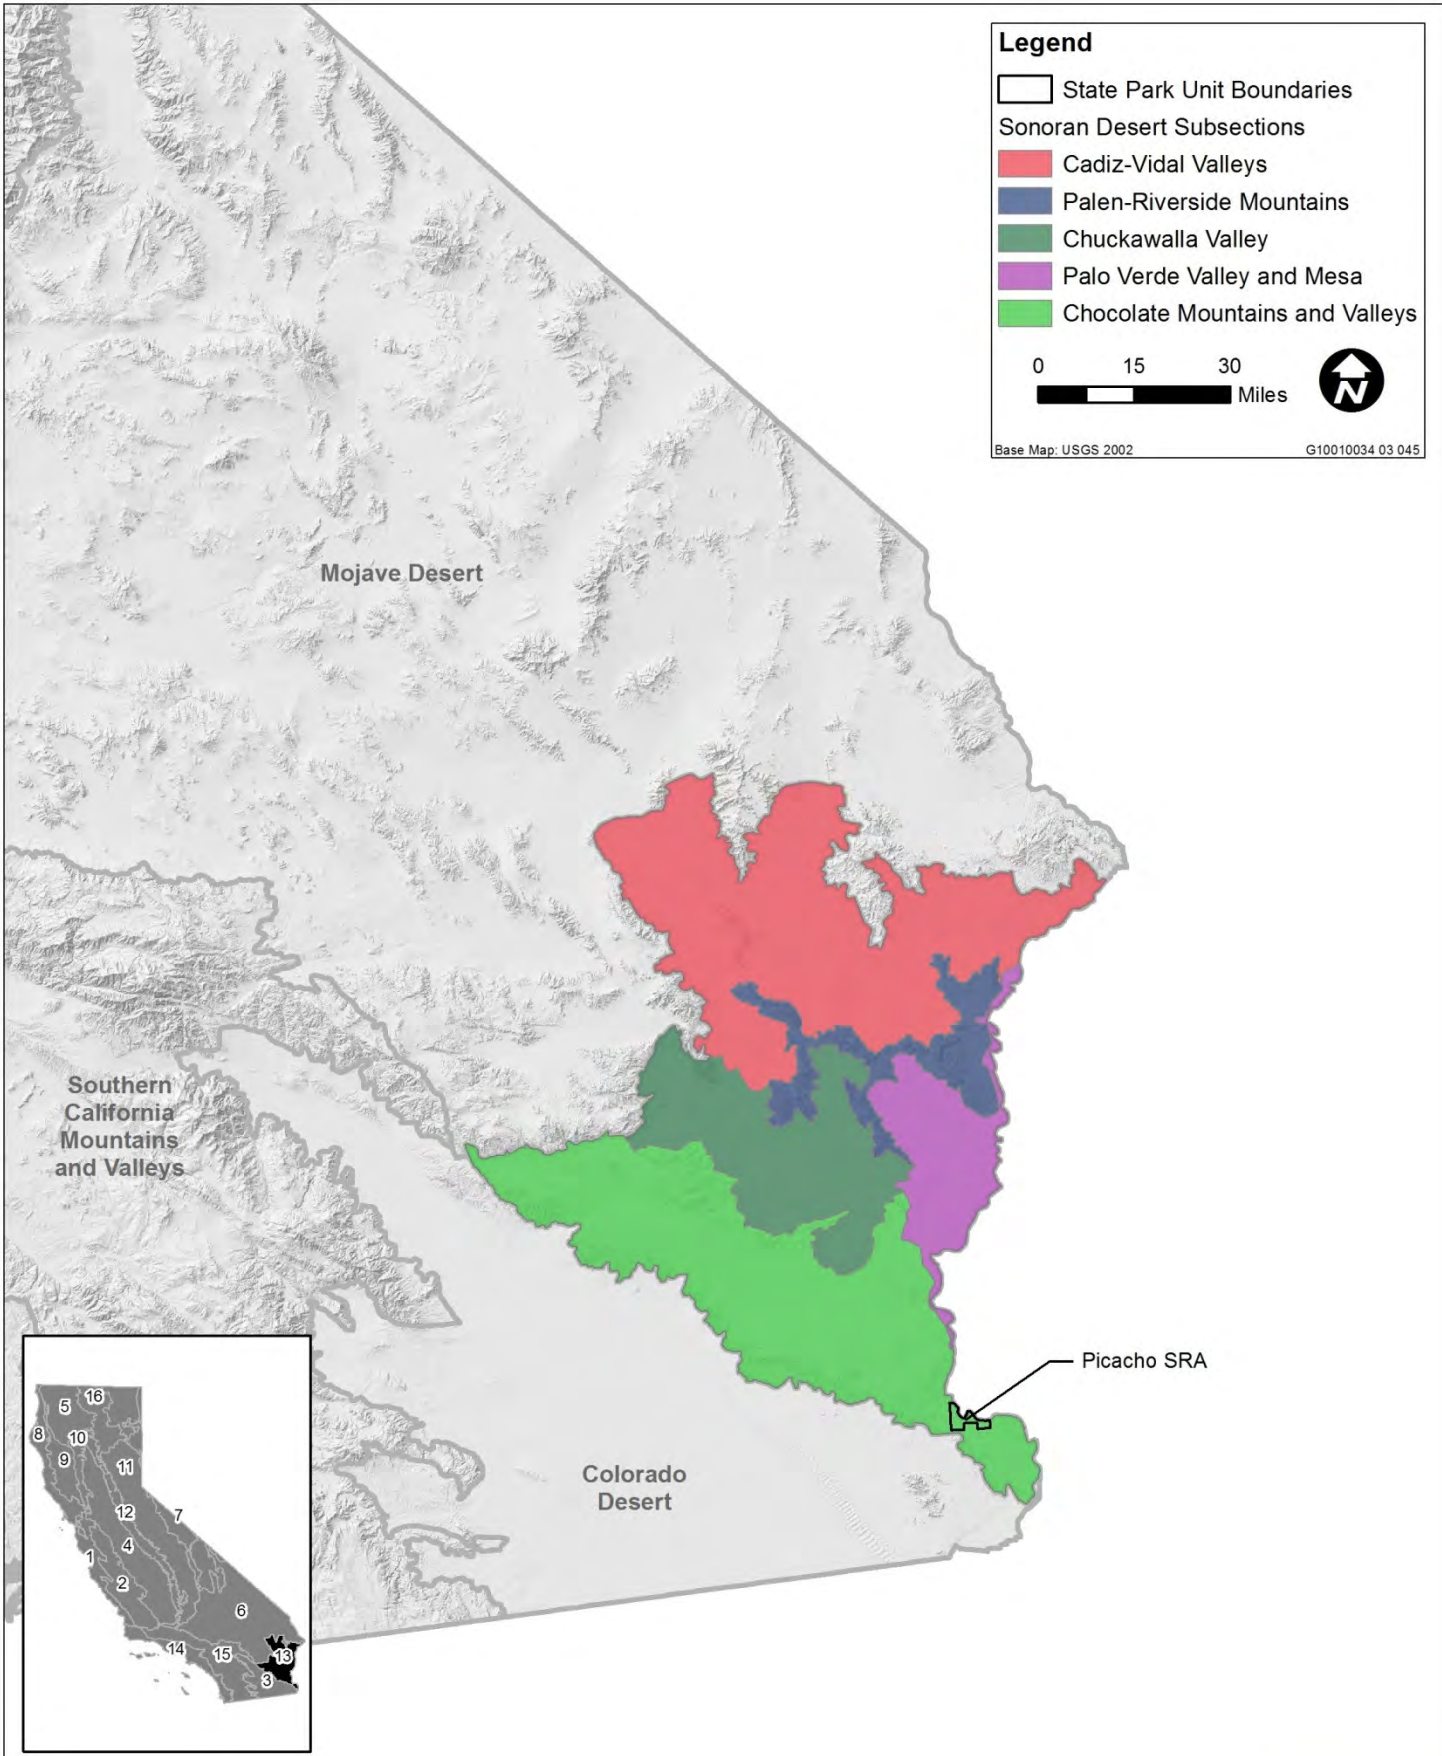 Legend
State Park Unit Boundaries
Sonoran Desert Subsections
Cadiz-Vidal Valleys
Palen-Riverside Mountains
Chuckawalla Valley
Palo Verde Valley and Mesa
Chocolate Mountains and Valleys
0 15 30
Miles
N
Base Map: USGS 2002 G10010034 03 045
Mojave Desert
Southern
California
Mountains
and Valleys
Picacho SRA
Colorado
Desert
16
5
8
10
9
11
12
7
4
1
2
6
14
15
13
3